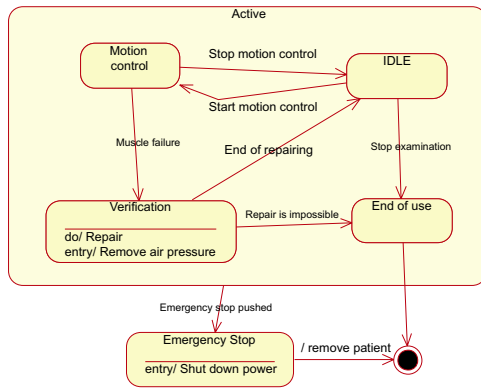 Active
Motion
control
Stop motion control
IDLE
Start motion control
Muscle failure
End of repairing
Stop examination
Verification
do/ Repair
entry/ Remove air pressure
Repair is impossible
End of use
Emergency stop pushed
Emergency Stop
entry/ Shut down power
/ remove patient